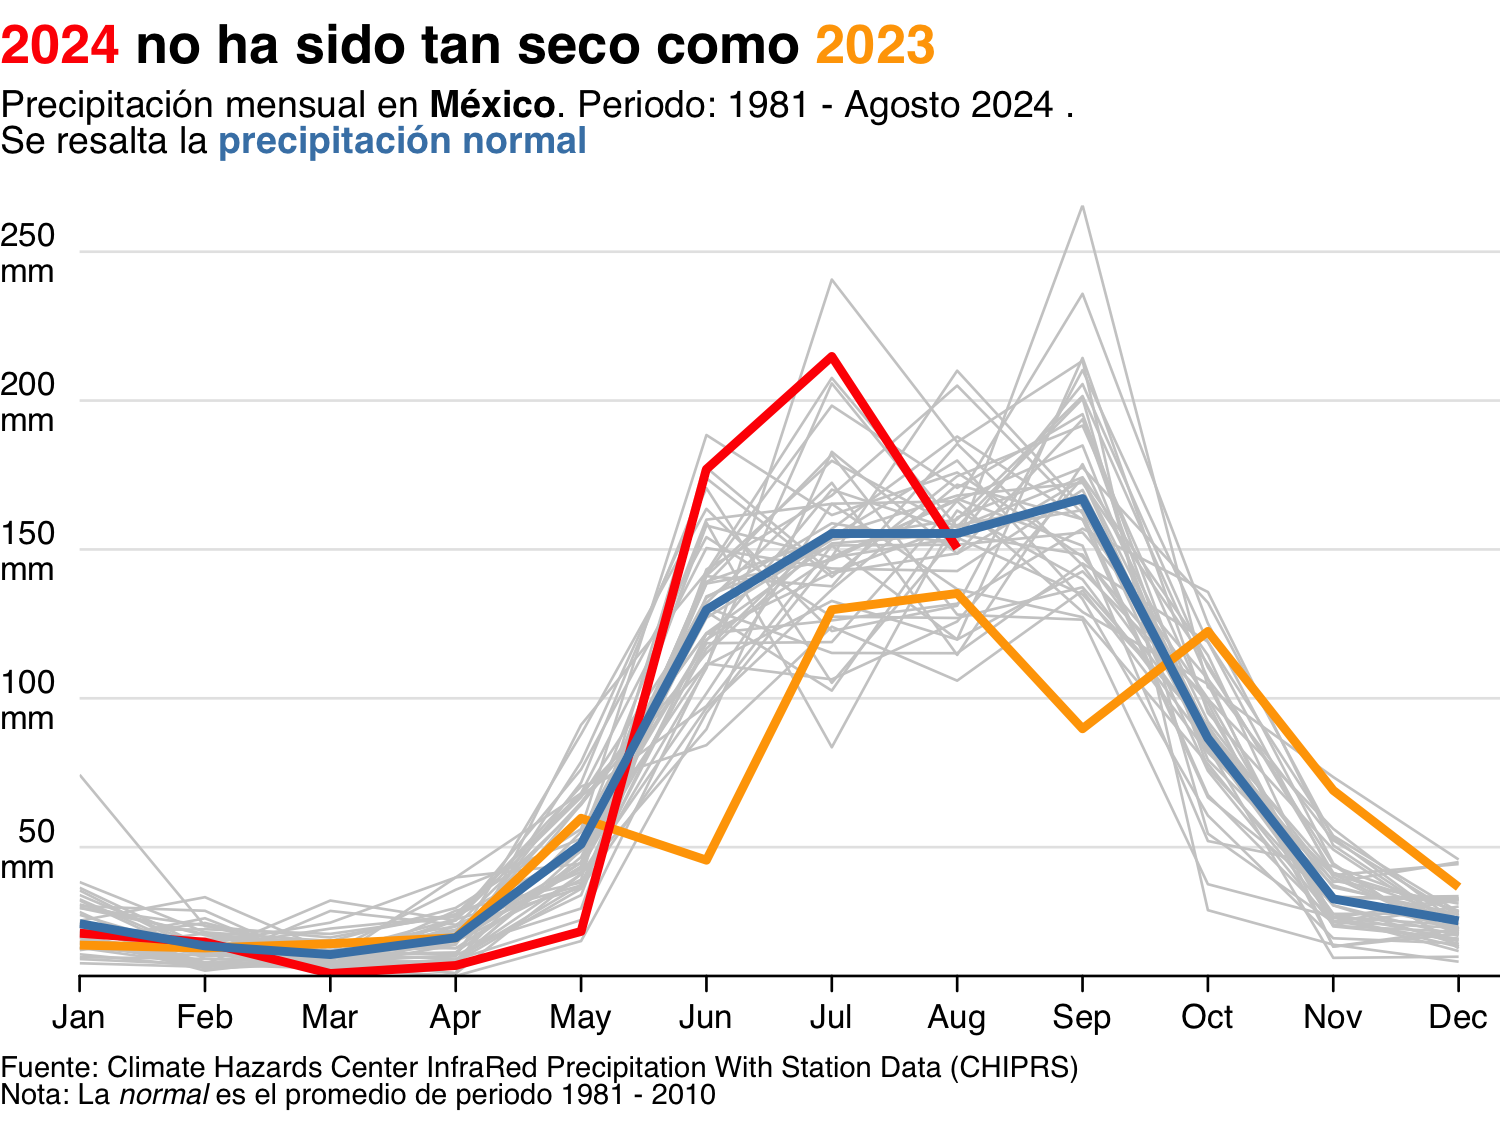 2024 no ha sido tan seco como 2023
Precipitación mensual en México. Periodo: 1981 - Agosto 2024 .
Se resalta la precipitación normal
250
mm
200
mm
150
mm
100
mm
50
mm
Jan Feb Mar Apr May Jun Jul Aug Sep Oct Nov Dec
Fuente: Climate Hazards Center InfraRed Precipitation With Station Data (CHIPRS)
Nota: La normal es el promedio de periodo 1981 - 2010